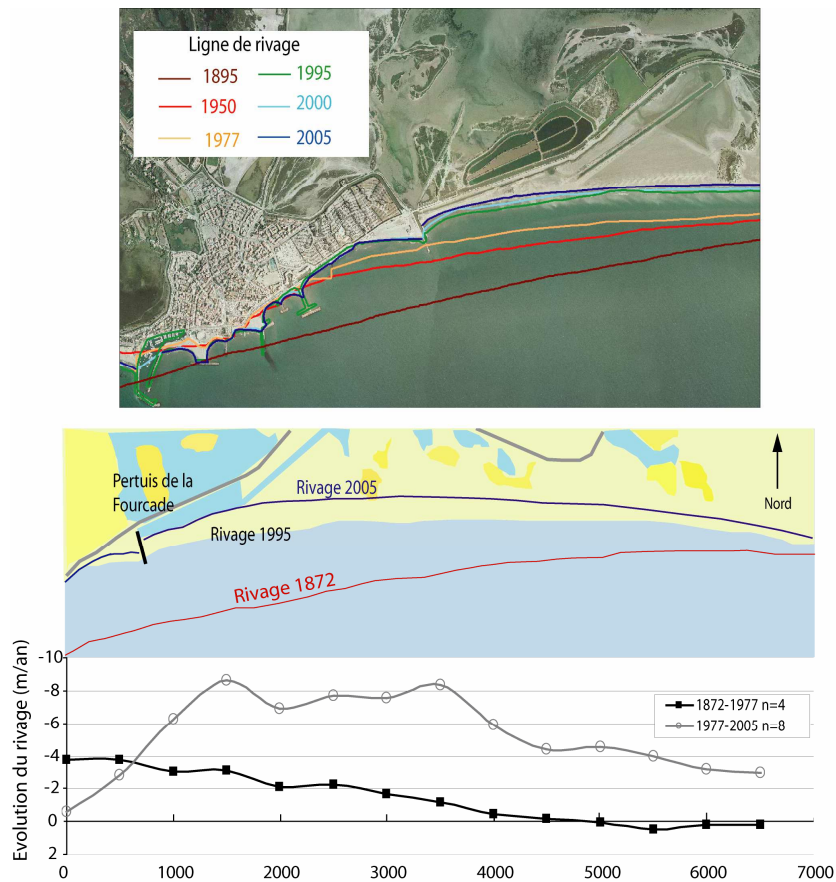 Ligne de rivage
1895
1995
1950
2000
1977
2005
Pertuis de la
Fourcade
Rivage 2005
Rivage 1995
Rivage 1872
Nord
Evolution du rivage (m/an)
-10
-8
-6
-4
-2
0
2
1872-1977 n=4
1977-2005 n=8
0 1000 2000 3000 4000 5000 6000 7000